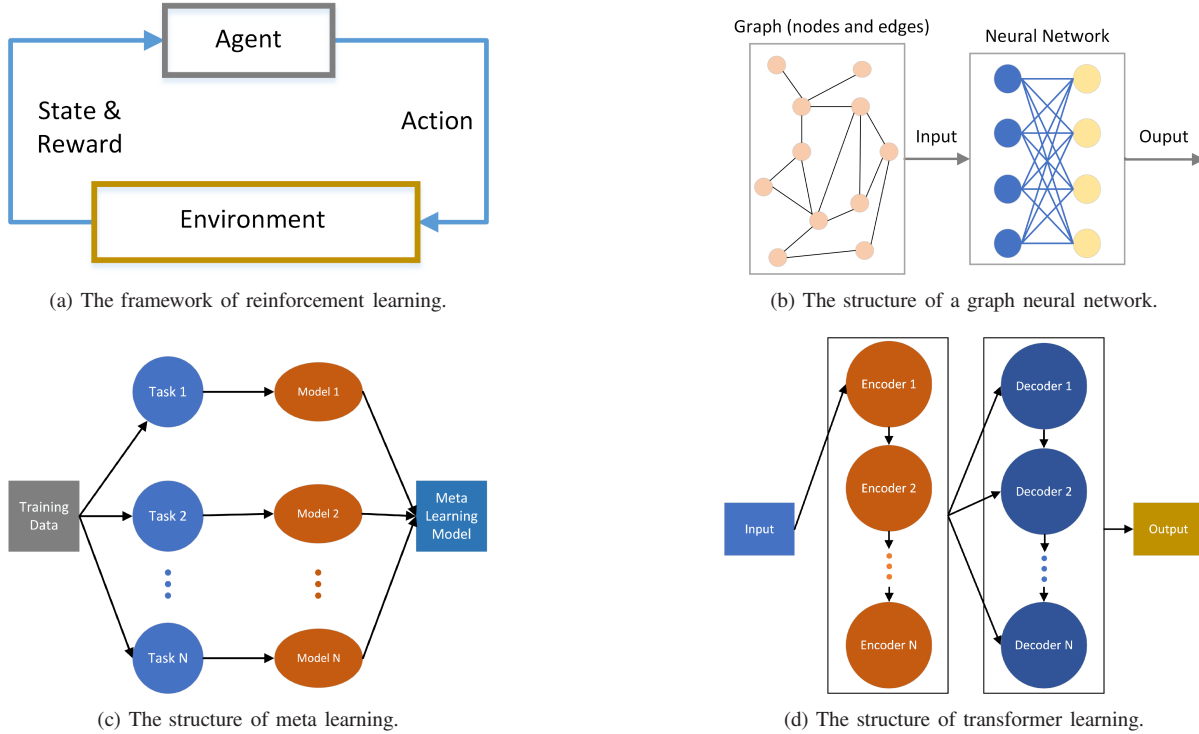 Agent
State &
Reward
Action
Environment
(a) The framework of reinforcement learning.
Graph (nodes and edges)
Neural Network
Input
Ouput
(b) The structure of a graph neural network.
Training
Data
Task 1
Model 1
Task 2
Model 2
Task N
Model N
Meta
Learning
Model
(c) The structure of meta learning.
Input
Encoder 1
Encoder 2
Encoder N
Decoder 1
Decoder 2
Decoder N
Output
(d) The structure of transformer learning.